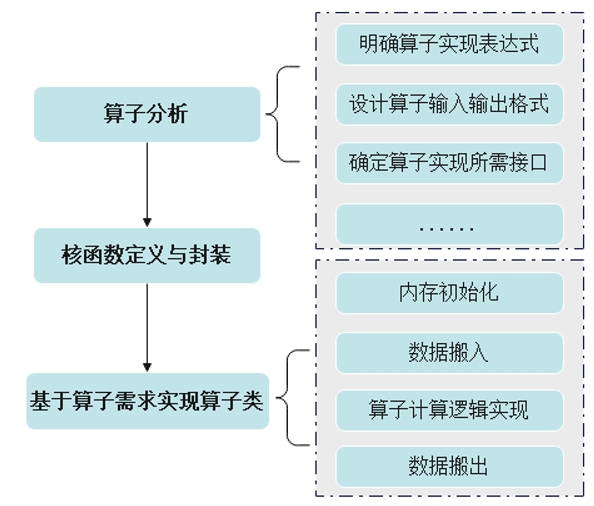 算子分析
明确算子实现表达式
设计算子输入输出格式
确定算子实现所需接口
......
核函数定义与封装
基于算子需求实现算子类
内存初始化
数据搬入
算子计算逻辑实现
数据搬出